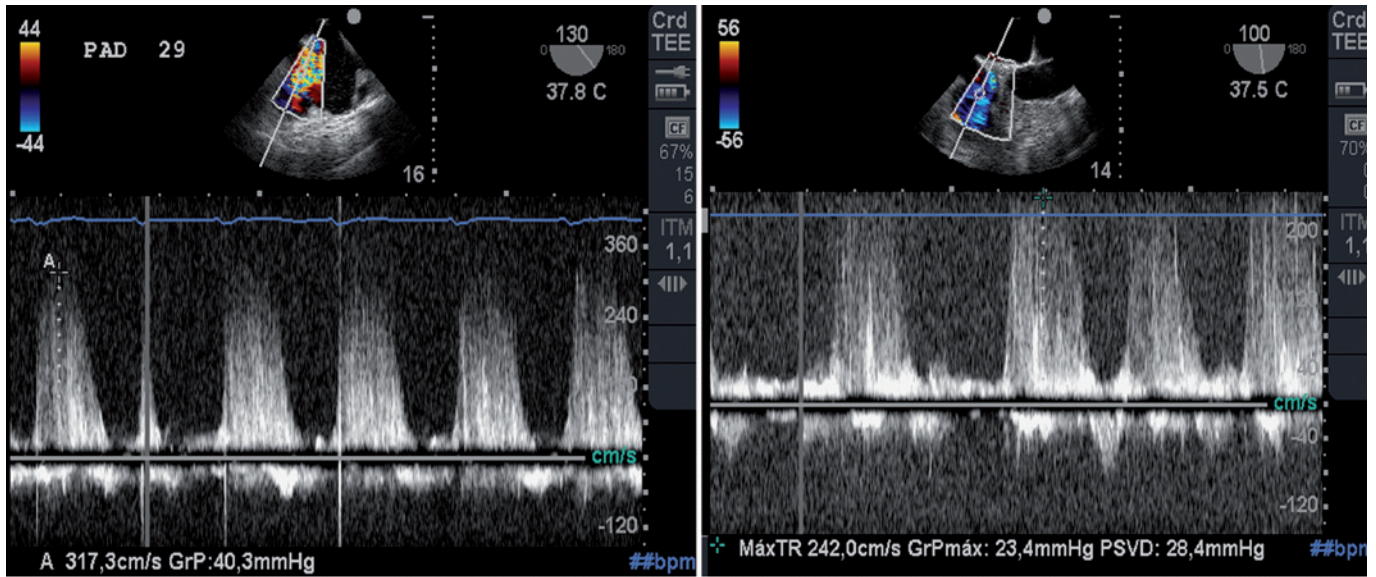 44
-44
PAD 29
130
0
180
37.8 C
16
Crd
TEE
CF
67%
15
6
ITM
1,1
A
360
240
cm/s
-120
A 317,3cm/s GrP:40,3mmHg
##bpm
56
-56
100
0
180
37.5 C
14
Crd
TEE
CF
70%
ITM
1,1
200
40
cm/s
-40
-120
MáxTR 242,0cm/s GrPmáx: 23,4mmHg PSVD: 28,4mmHg
##bpm